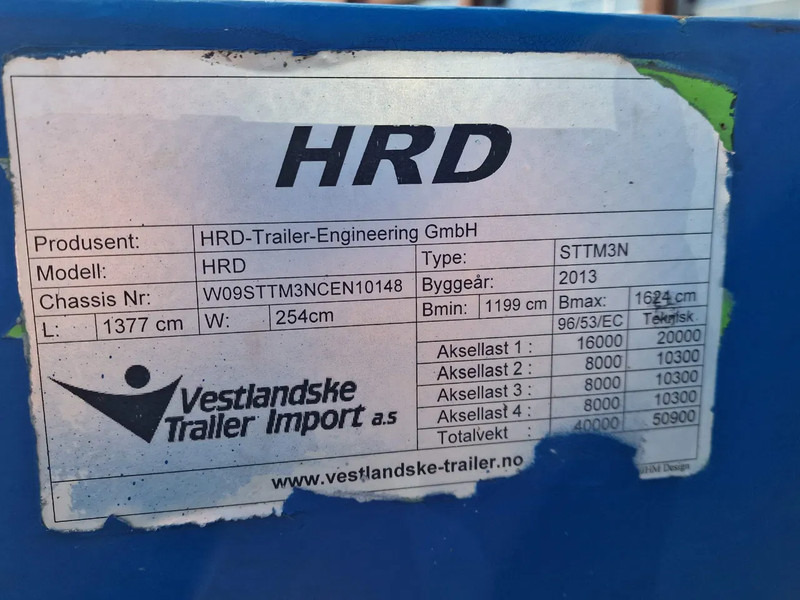 HRD
Produsent: HRD-Trailer-Engineering GmbH
Modell: HRD Type: STTM3N
Chassis Nr: W09STTM3NCEN10148 Byggeår: 2013
L: 1377 cm W: 254cm Bmin: 1199 cm Bmax: 1624 cm
96/53/EC Teknisk
Aksellast 1 : 16000 20000
Aksellast 2 : 8000 10300
Aksellast 3 : 8000 10300
Aksellast 4 : 8000 10300
Totalvekt : 40000 50900
Vestlandske
Trailer Import a.s
www.vestlandske-trailer.no
HM Design